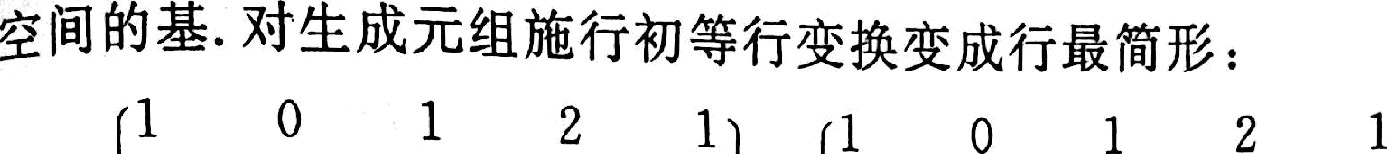 空间的基.对生成元组施行初等行变换变成行最简形：
1 0 1 2 1 1 0 1 2 1